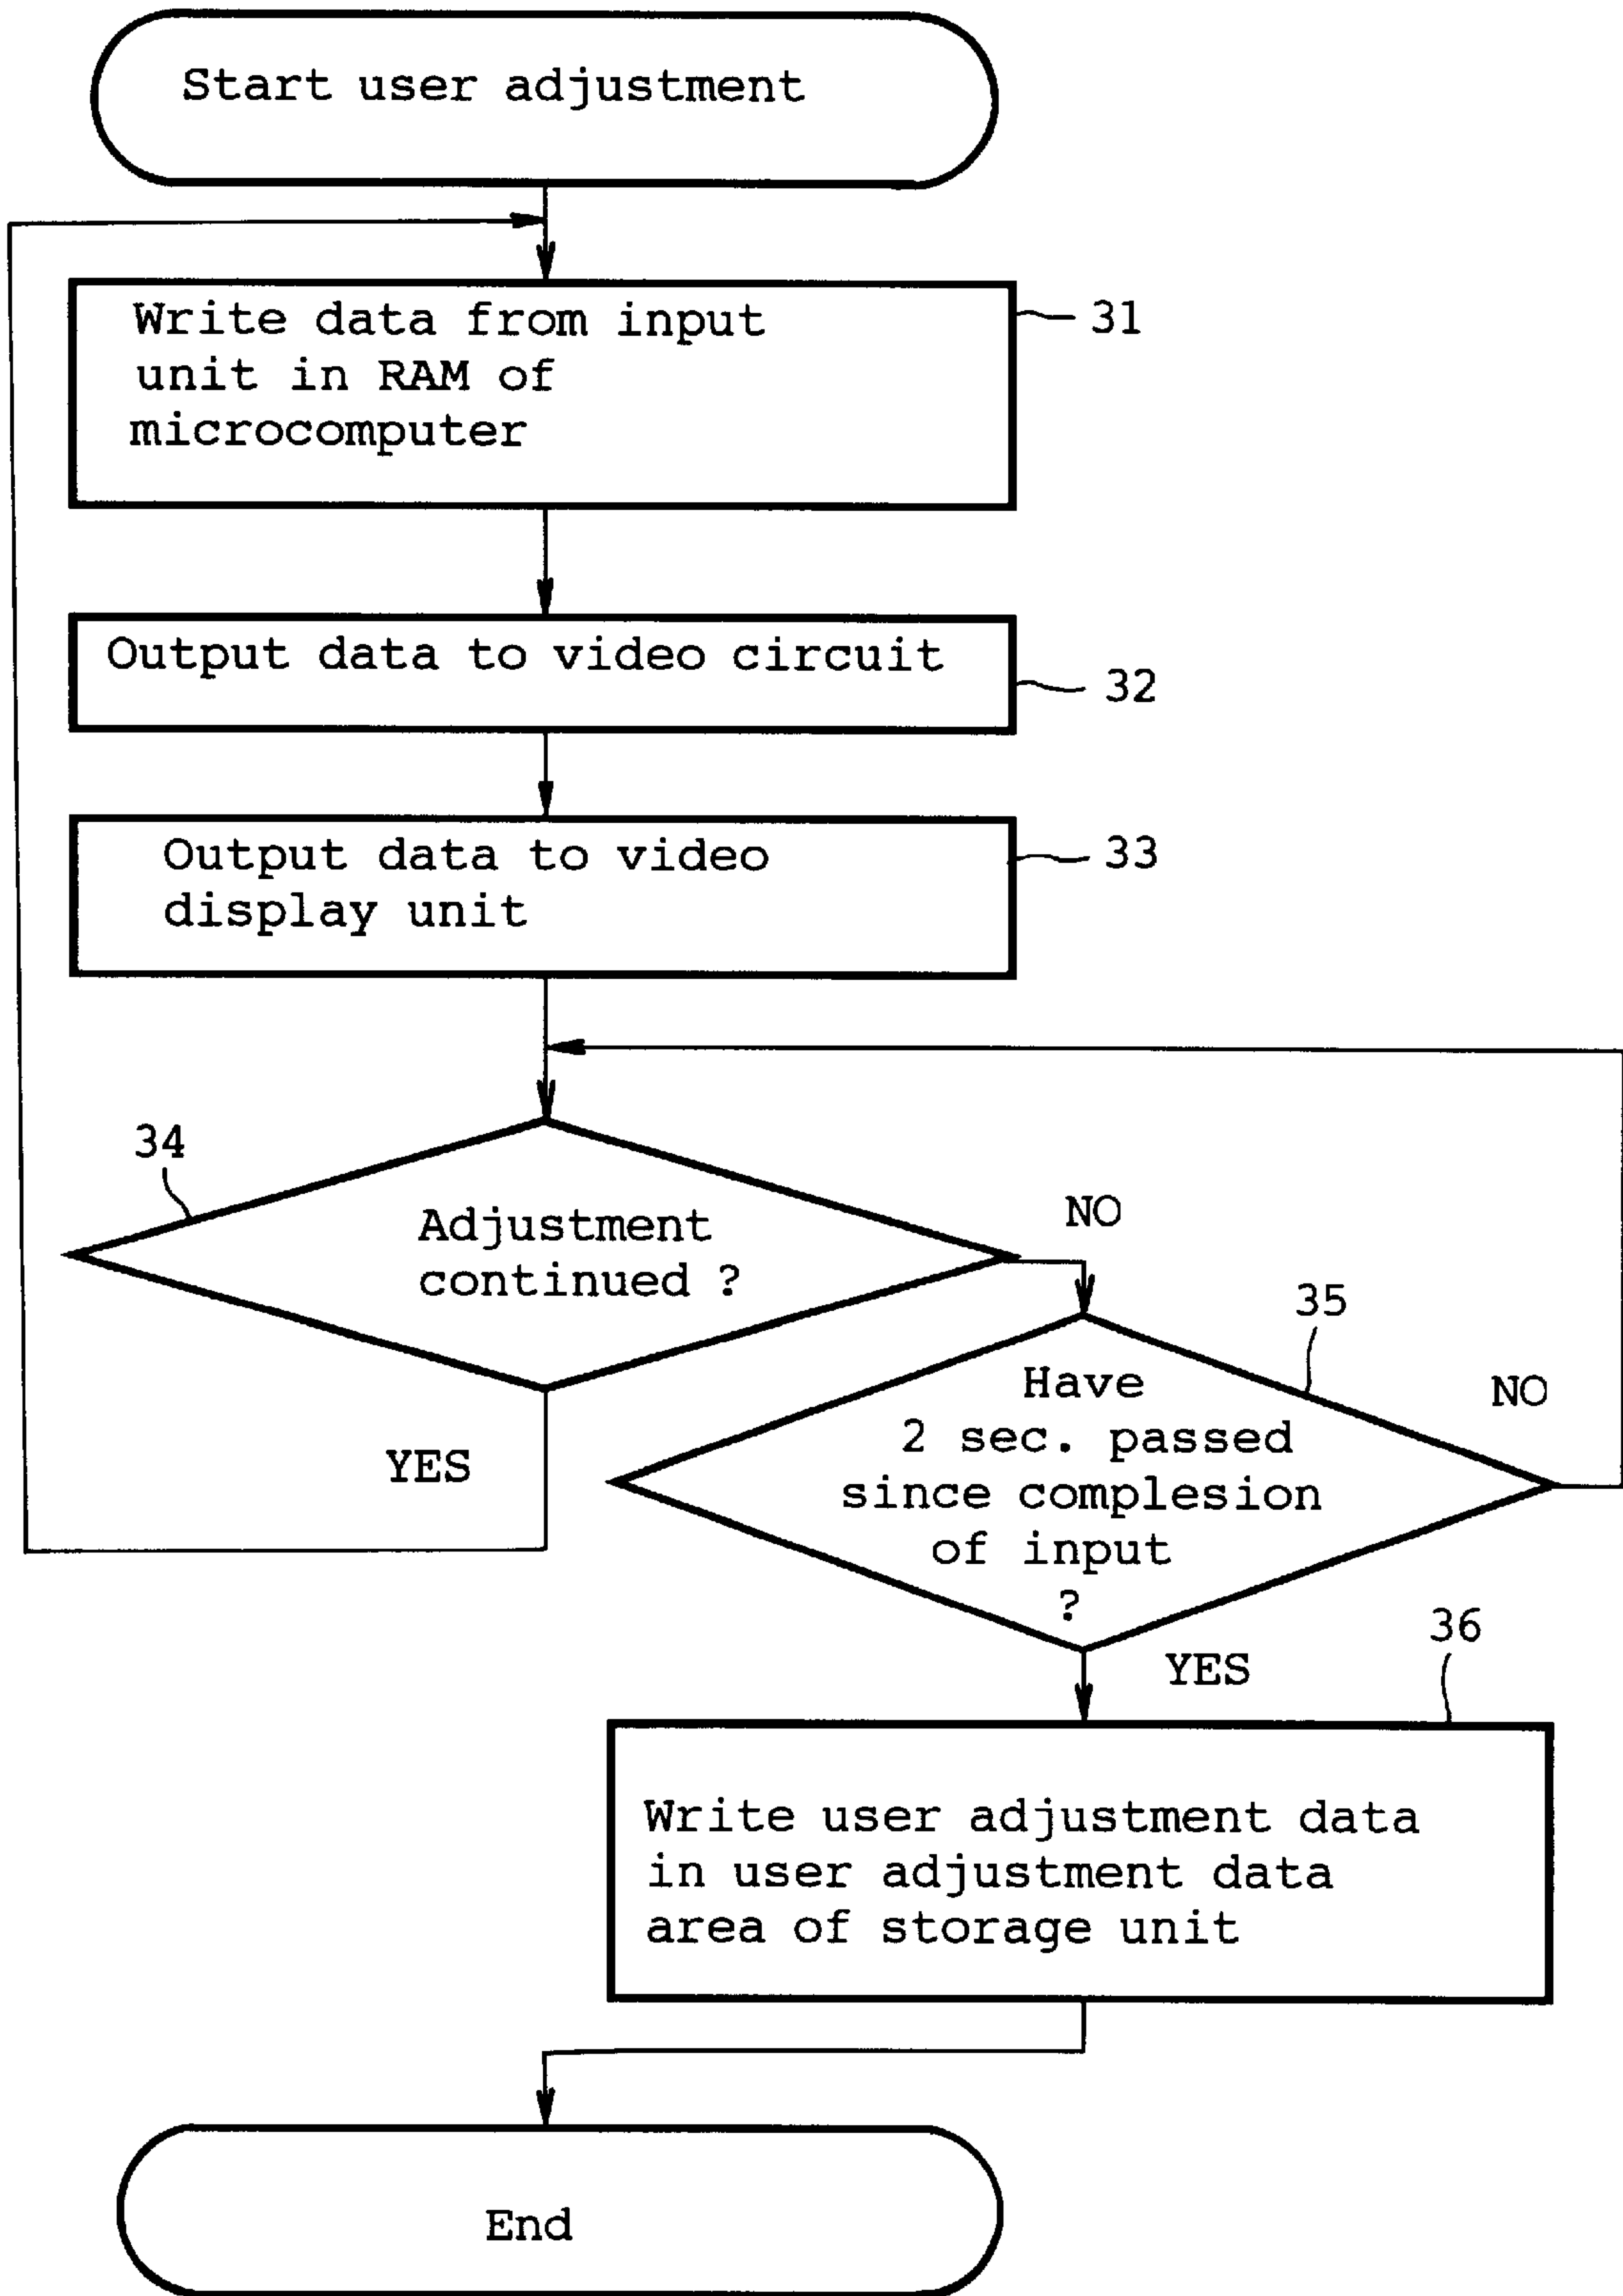 Start user adjustment
Write data from input
unit in RAM of
microcomputer
31
Output data to video circuit
32
Output data to video
display unit
33
34
Adjustment
continued ?
NO
YES
35
Have
2 sec. passed
since complesion
of input
?
NO
YES
36
Write user adjustment data
in user adjustment data
area of storage unit
End